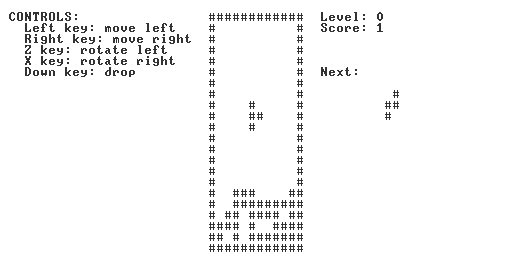 CONTROLS:                ############  Level: 0
  Left key: move left    #          #  Score: 1
  Right key: move right  #          #
  Z key: rotate left     #          #
  X key: rotate right    #          #
  Down key: drop         #          #  Next:
                         #          #
                         #          #           #
                         #    #     #          ##
                         #    ##    #          #
                         #    #     #
                         #          #
                         #          #
                         #          #
                         #          #
                         #          #
                         #  ###    ##
                         #  #########
                         # ## #### ##
                         #### #  ####
                         ## # #######
                         ############